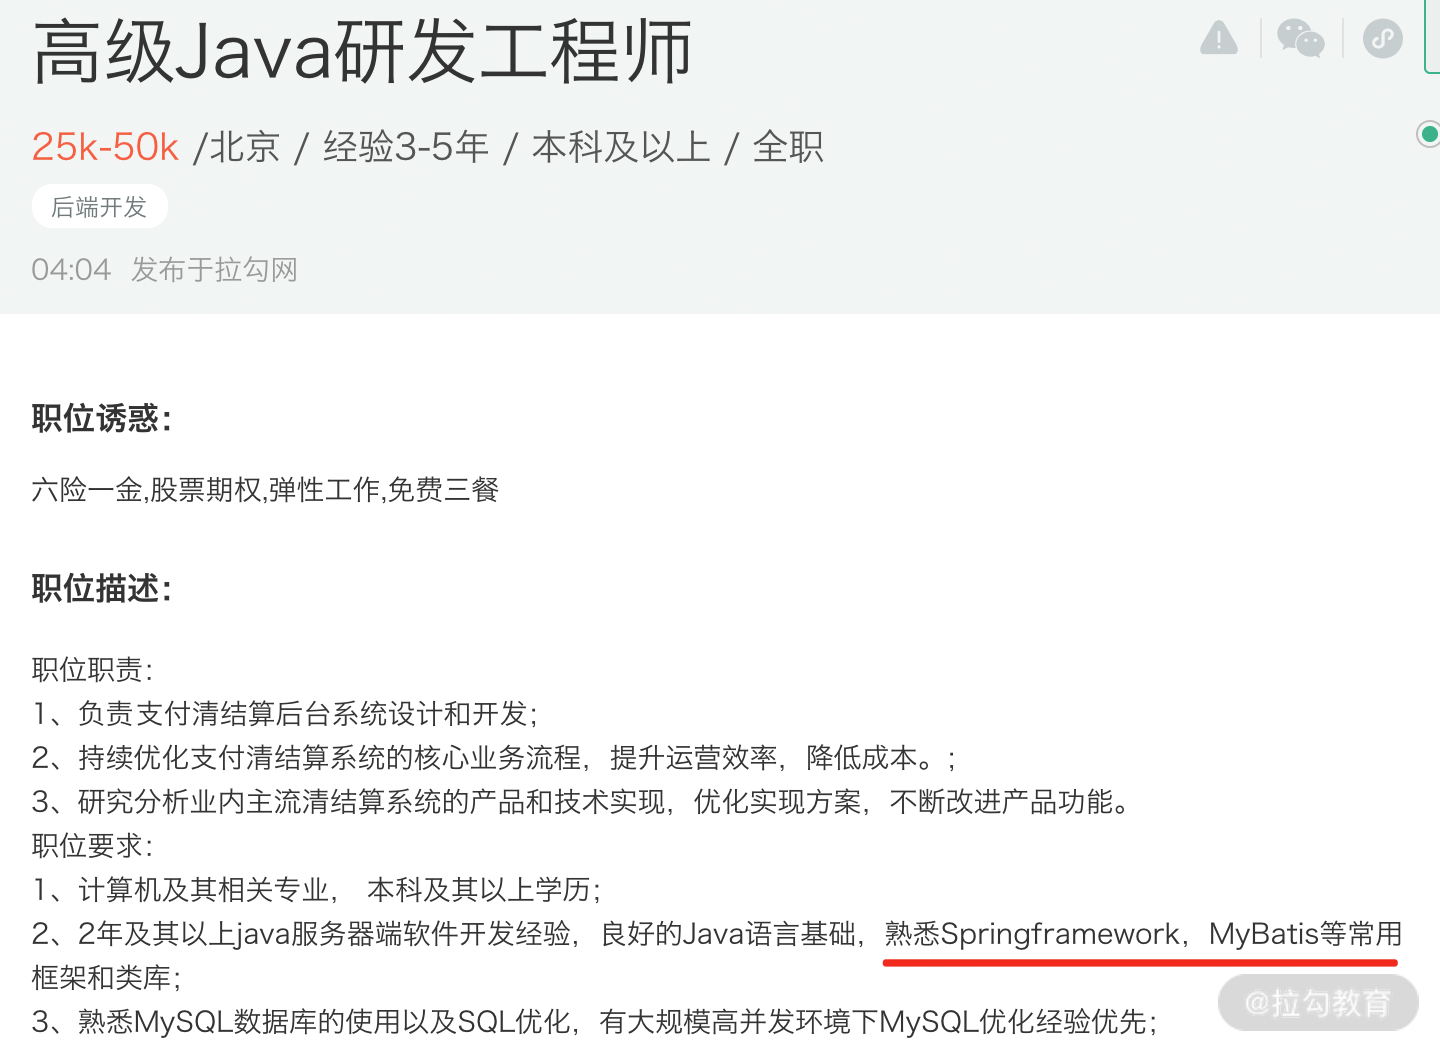 高级Java研发工程师
25k-50k /北京 / 经验3-5年 / 本科及以上 / 全职
后端开发
04:04 发布于拉勾网
职位诱惑：
六险一金,股票期权,弹性工作,免费三餐
职位描述：
职位职责：
1、负责支付清结算后台系统设计和开发；
2、持续优化支付清结算系统的核心业务流程，提升运营效率，降低成本。；
3、研究分析业内主流清结算系统的产品和技术实现，优化实现方案，不断改进产品功能。
职位要求：
1、计算机及其相关专业， 本科及其以上学历；
2、2年及其以上java服务器端软件开发经验，良好的Java语言基础，熟悉Springframework，MyBatis等常用
框架和类库；
3、熟悉MySQL数据库的使用以及SQL优化，有大规模高并发环境下MySQL优化经验优先；
@拉勾教育